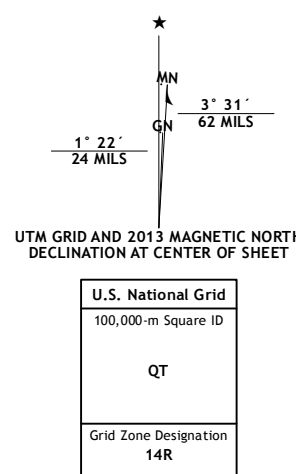 ★
MN
GN
3° 31´
62 MILS
1° 22´
24 MILS
UTM GRID AND 2013 MAGNETIC NORTH
DECLINATION AT CENTER OF SHEET
U.S. National Grid
100,000-m Square ID
QT
Grid Zone Designation
14R